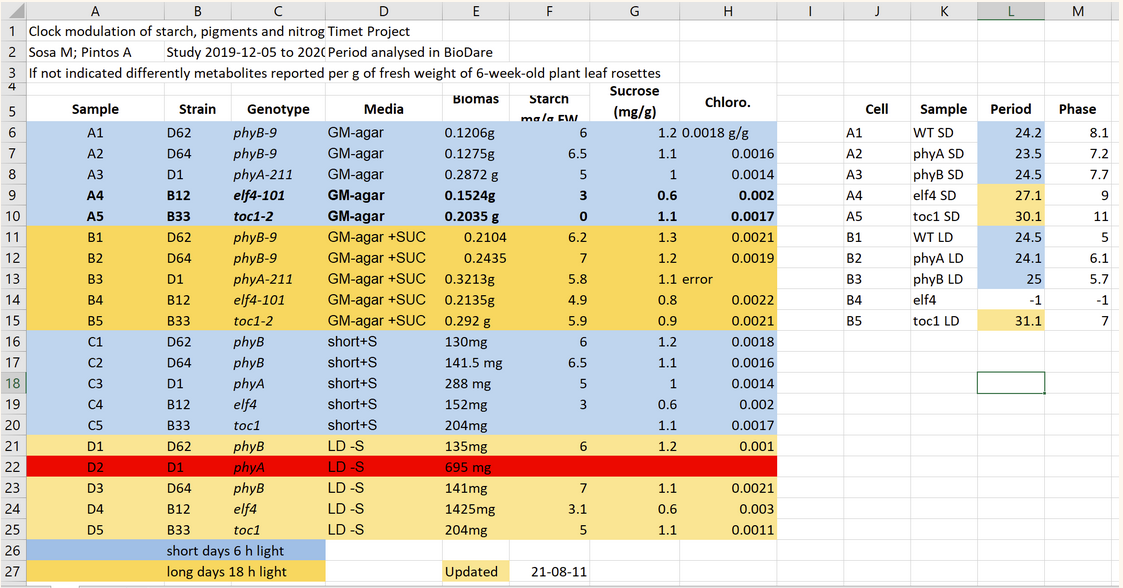 A B C D E F G H I J K L M
1 Clock modulation of starch, pigments and nitrog Timet Project
2 Sosa M; Pintos A Study 2019-12-05 to 2020 Period analysed in BioDare
3 If not indicated differently metabolites reported per g of fresh weight of 6-week-old plant leaf rosettes
4
5 Sample Strain Genotype Media Biomas Starch mg/g FW Sucrose (mg/g) Chloro. Cell Sample Period Phase
6 A1 D62 phyB-9 GM-agar 0.1206g 6 1.2 0.0018 g/g A1 WT SD 24.2 8.1
7 A2 D64 phyB-9 GM-agar 0.1275g 6.5 1.1 0.0016 A2 phyA SD 23.5 7.2
8 A3 D1 phyA-211 GM-agar 0.2872 g 5 1 0.0014 A3 phyB SD 24.5 7.7
9 A4 B12 elf4-101 GM-agar 0.1524g 3 0.6 0.002 A4 elf4 SD 27.1 9
10 A5 B33 toc1-2 GM-agar 0.2035 g 0 1.1 0.0017 A5 toc1 SD 30.1 11
11 B1 D62 phyB-9 GM-agar +SUC 0.2104 6.2 1.3 0.0021 B1 WT LD 24.5 5
12 B2 D64 phyB-9 GM-agar +SUC 0.2435 7 1.2 0.0019 B2 phyA LD 24.1 6.1
13 B3 D1 phyA-211 GM-agar +SUC 0.3213g 5.8 1.1 error B3 phyB LD 25 5.7
14 B4 B12 elf4-101 GM-agar +SUC 0.2135g 4.9 0.8 0.0022 B4 elf4 -1 -1
15 B5 B33 toc1-2 GM-agar +SUC 0.292 g 5.9 0.9 0.0021 B5 toc1 LD 31.1 7
16 C1 D62 phyB short+S 130mg 6 1.2 0.0018
17 C2 D64 phyB short+S 141.5 mg 6.5 1.1 0.0016
18 C3 D1 phyA short+S 288 mg 5 1 0.0014
19 C4 B12 elf4 short+S 152mg 3 0.6 0.002
20 C5 B33 toc1 short+S 204mg 1.1 0.0017
21 D1 D62 phyB LD -S 135mg 6 1.2 0.001
22 D2 D1 phyA LD -S 695 mg
23 D3 D64 phyB LD -S 141mg 7 1.1 0.0021
24 D4 B12 elf4 LD -S 1425mg 3.1 0.6 0.003
25 D5 B33 toc1 LD -S 204mg 5 1.1 0.0011
26 short days 6 h light
27 long days 18 h light Updated 21-08-11